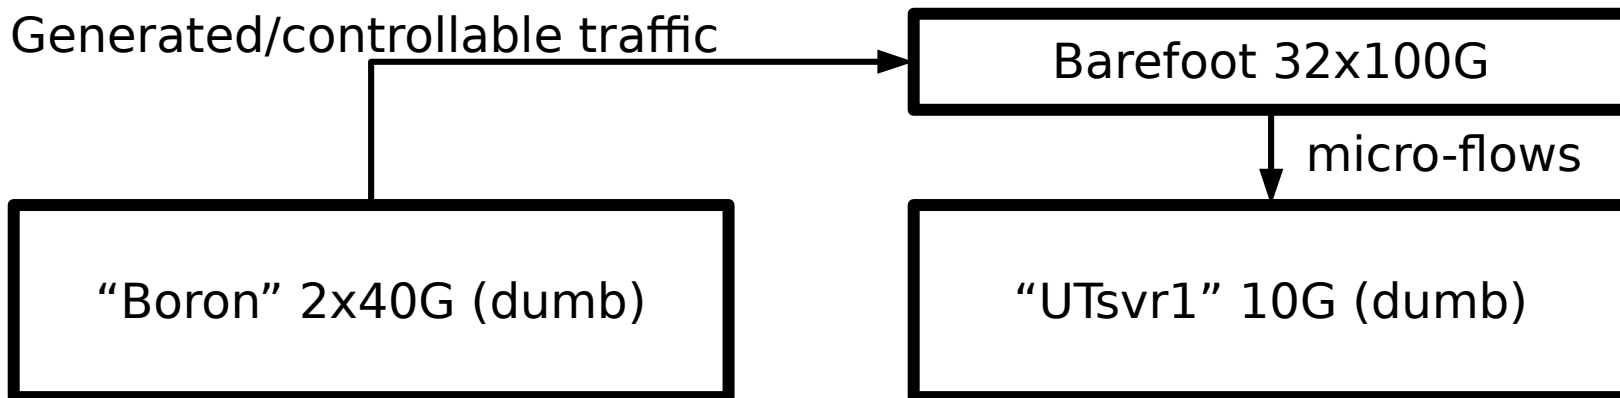 Generated/controllable traffic
Barefoot 32x100G
micro-flows
“Boron” 2x40G (dumb)
“UTsvr1” 10G (dumb)